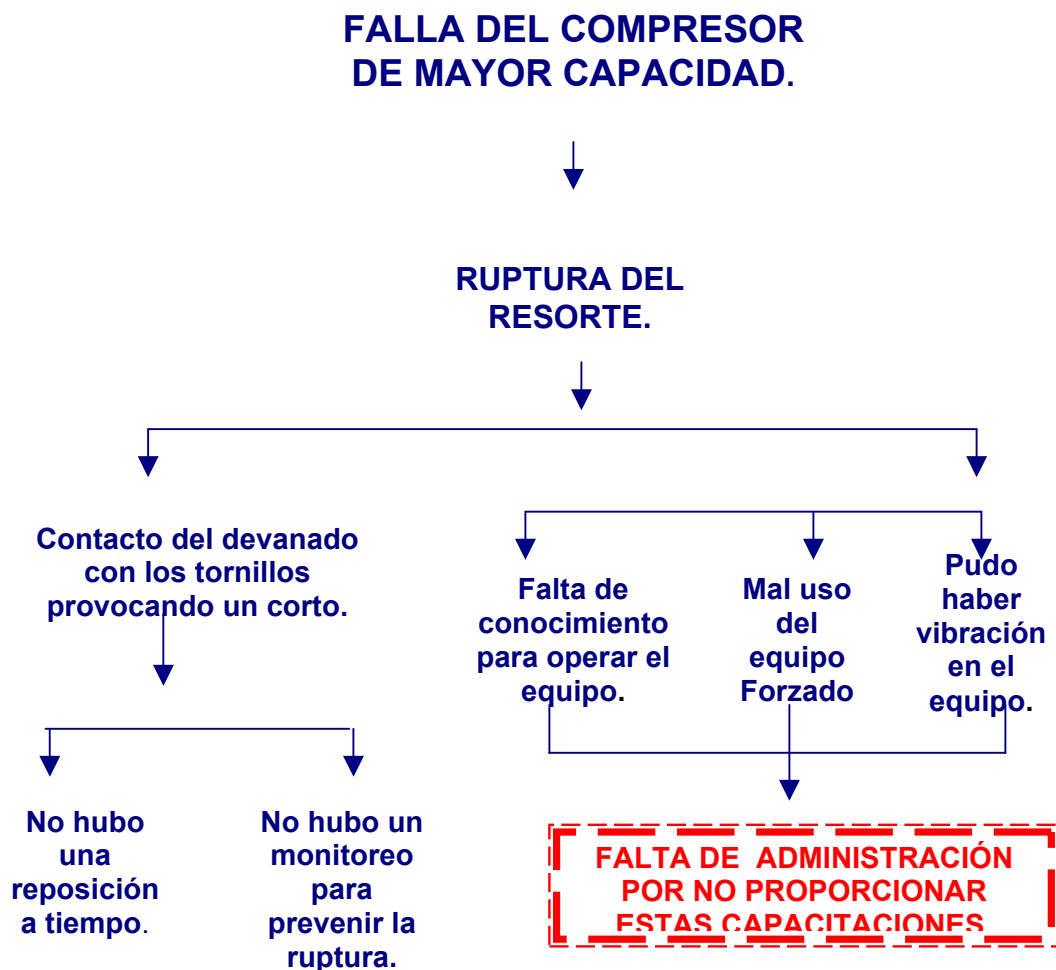 FALLA DEL COMPRESOR
DE MAYOR CAPACIDAD.
RUPTURA DEL
RESORTE.
Contacto del devanado
con los tornillos
provocando un corto.
Falta de
conocimiento
para operar el
equipo.
Mal uso
del
equipo
Forzado
Pudo
haber
vibración
en el
equipo.
No hubo
una
reposición
a tiempo.
No hubo un
monitoreo
para
prevenir la
ruptura.
FALTA DE  ADMINISTRACIÓN
POR NO PROPORCIONAR
ESTAS CAPACITACIONES